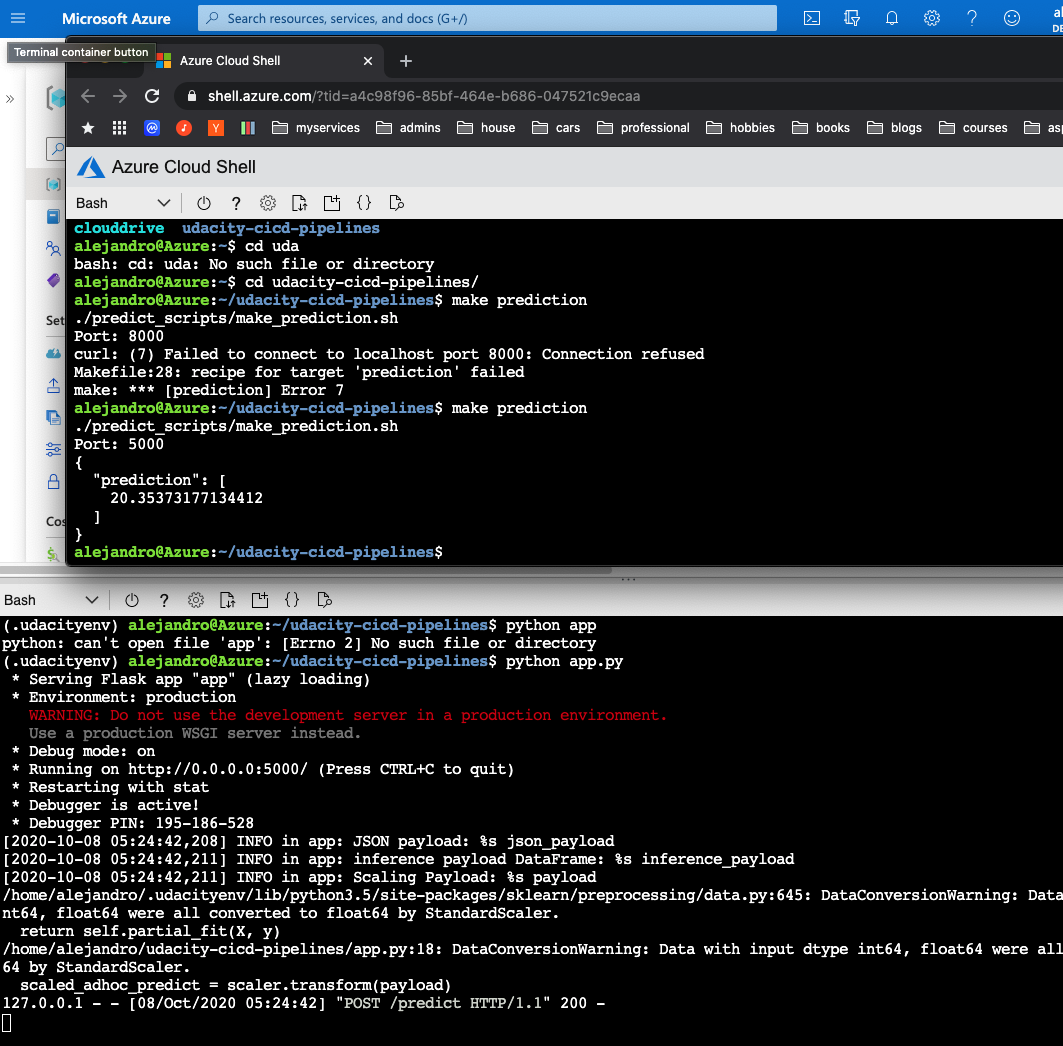 Microsoft Azure
Search resources, services, and docs (G+/)
al
DE
Terminal container button
Azure Cloud Shell
shell.azure.com/?tid=a4c98f96-85bf-464e-b686-047521c9ecaa
myservices admins house cars professional hobbies books blogs courses asp
Azure Cloud Shell
Bash
clouddrive udacity-cicd-pipelines
alejandro@Azure:~$ cd uda
bash: cd: uda: No such file or directory
alejandro@Azure:~$ cd udacity-cicd-pipelines/
alejandro@Azure:~/udacity-cicd-pipelines$ make prediction
./predict_scripts/make_prediction.sh
Port: 8000
curl: (7) Failed to connect to localhost port 8000: Connection refused
Makefile:28: recipe for target 'prediction' failed
make: *** [prediction] Error 7
alejandro@Azure:~/udacity-cicd-pipelines$ make prediction
./predict_scripts/make_prediction.sh
Port: 5000
{
"prediction": [
20.35373177134412
]
}
alejandro@Azure:~/udacity-cicd-pipelines$
Set
Cos
Bash
(.udacityenv) alejandro@Azure:~/udacity-cicd-pipelines$ python app
python: can't open file 'app': [Errno 2] No such file or directory
(.udacityenv) alejandro@Azure:~/udacity-cicd-pipelines$ python app.py
* Serving Flask app "app" (lazy loading)
* Environment: production
WARNING: Do not use the development server in a production environment.
Use a production WSGI server instead.
* Debug mode: on
* Running on http://0.0.0.0:5000/ (Press CTRL+C to quit)
* Restarting with stat
* Debugger is active!
* Debugger PIN: 195-186-528
[2020-10-08 05:24:42,208] INFO in app: JSON payload: %s json_payload
[2020-10-08 05:24:42,211] INFO in app: inference payload DataFrame: %s inference_payload
[2020-10-08 05:24:42,211] INFO in app: Scaling Payload: %s payload
/home/alejandro/.udacityenv/lib/python3.5/site-packages/sklearn/preprocessing/data.py:645: DataConversionWarning: Data
nt64, float64 were all converted to float64 by StandardScaler.
return self.partial_fit(X, y)
/home/alejandro/udacity-cicd-pipelines/app.py:18: DataConversionWarning: Data with input dtype int64, float64 were all
64 by StandardScaler.
scaled_adhoc_predict = scaler.transform(payload)
127.0.0.1 - - [08/Oct/2020 05:24:42] "POST /predict HTTP/1.1" 200 -